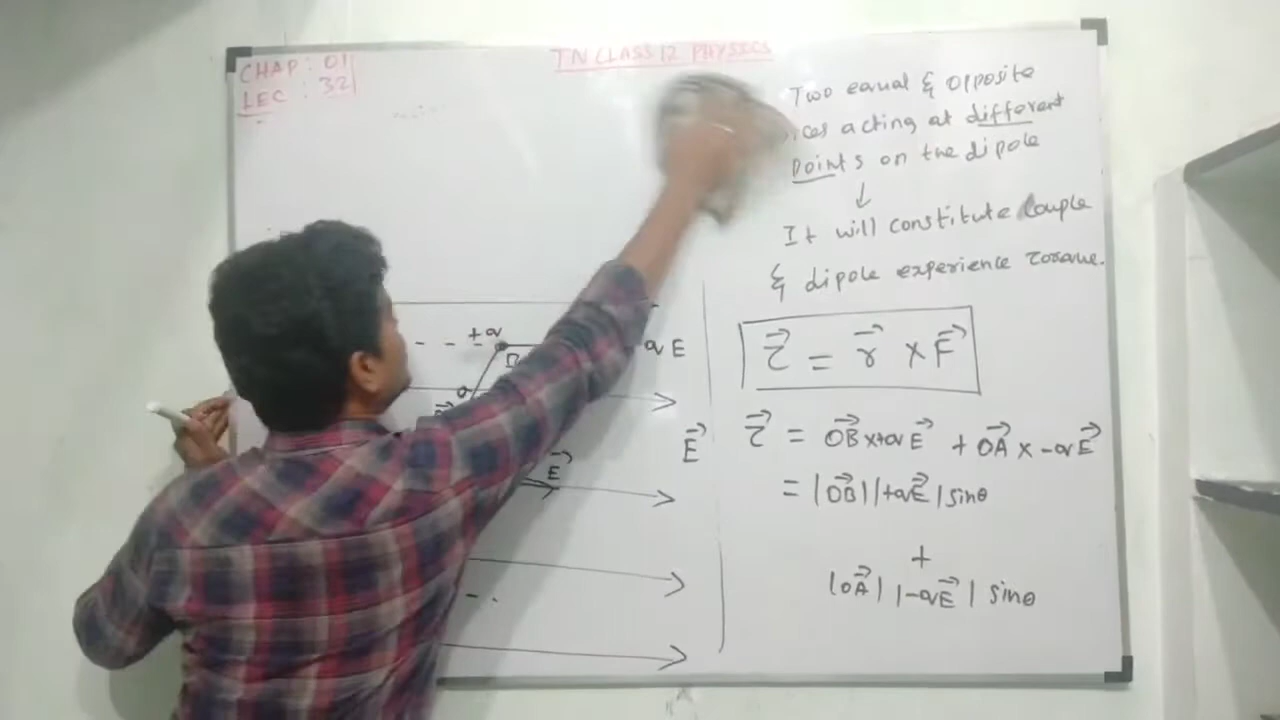 CHAP : 01
LEC : 32
TN CLASS 12 PHYSICS
Two equal & opposite
acting at different
points on the dipole
↓
It will constitute couple
& dipole experience torque.
τ⃗ = r⃗ × F⃗
τ⃗ = OB⃗ × +qE⃗ + OA⃗ × -qE⃗
= |OB⃗| |+qE⃗| sinθ
+
|OA⃗| |-qE⃗| sinθ
+q
qE
a
E⃗
E⃗